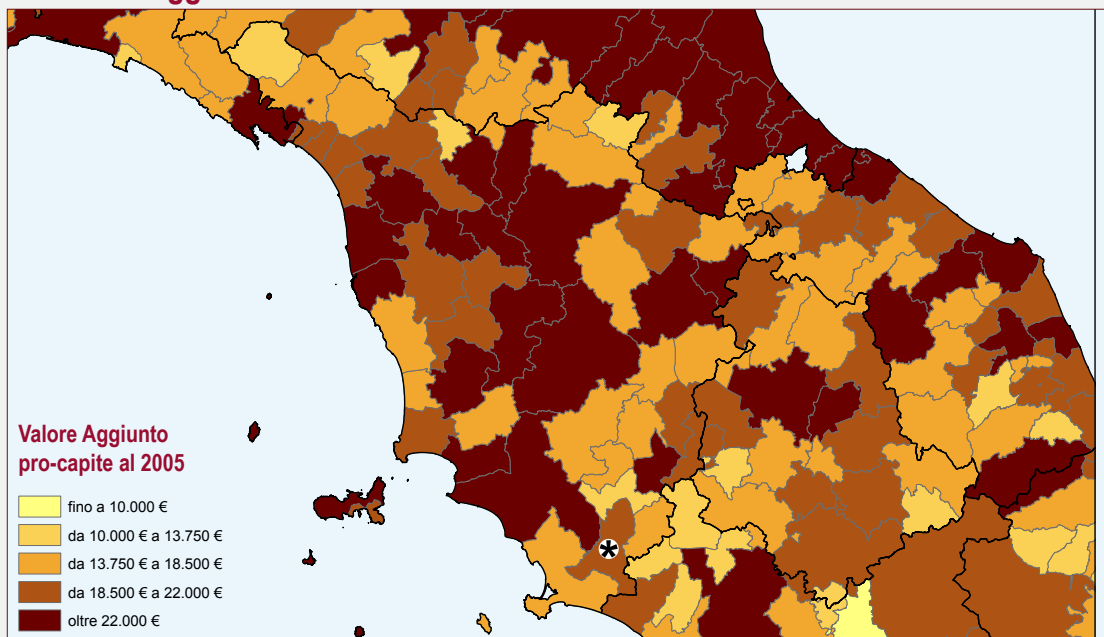 Valore Aggiunto
pro-capite al 2005
fino a 10.000 €
da 10.000 € a 13.750 €
da 13.750 € a 18.500 €
da 18.500 € a 22.000 €
oltre 22.000 €